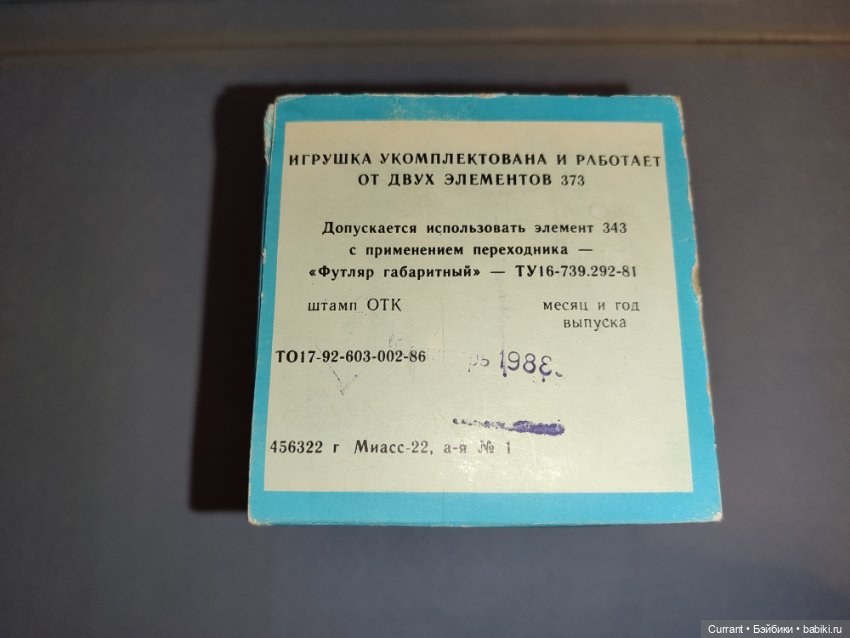 ИГРУШКА УКОМПЛЕКТОВАНА И РАБОТАЕТ
ОТ ДВУХ ЭЛЕМЕНТОВ 373
Допускается использовать элемент 343
с применением переходника —
«Футляр габаритный» — ТУ16-739.292-81
штамп ОТК
месяц и год
выпуска
ТО17-92-603-002-86
456322 г Миасс-22, а-я № 1
Currant • Бэйбики • babiki.ru